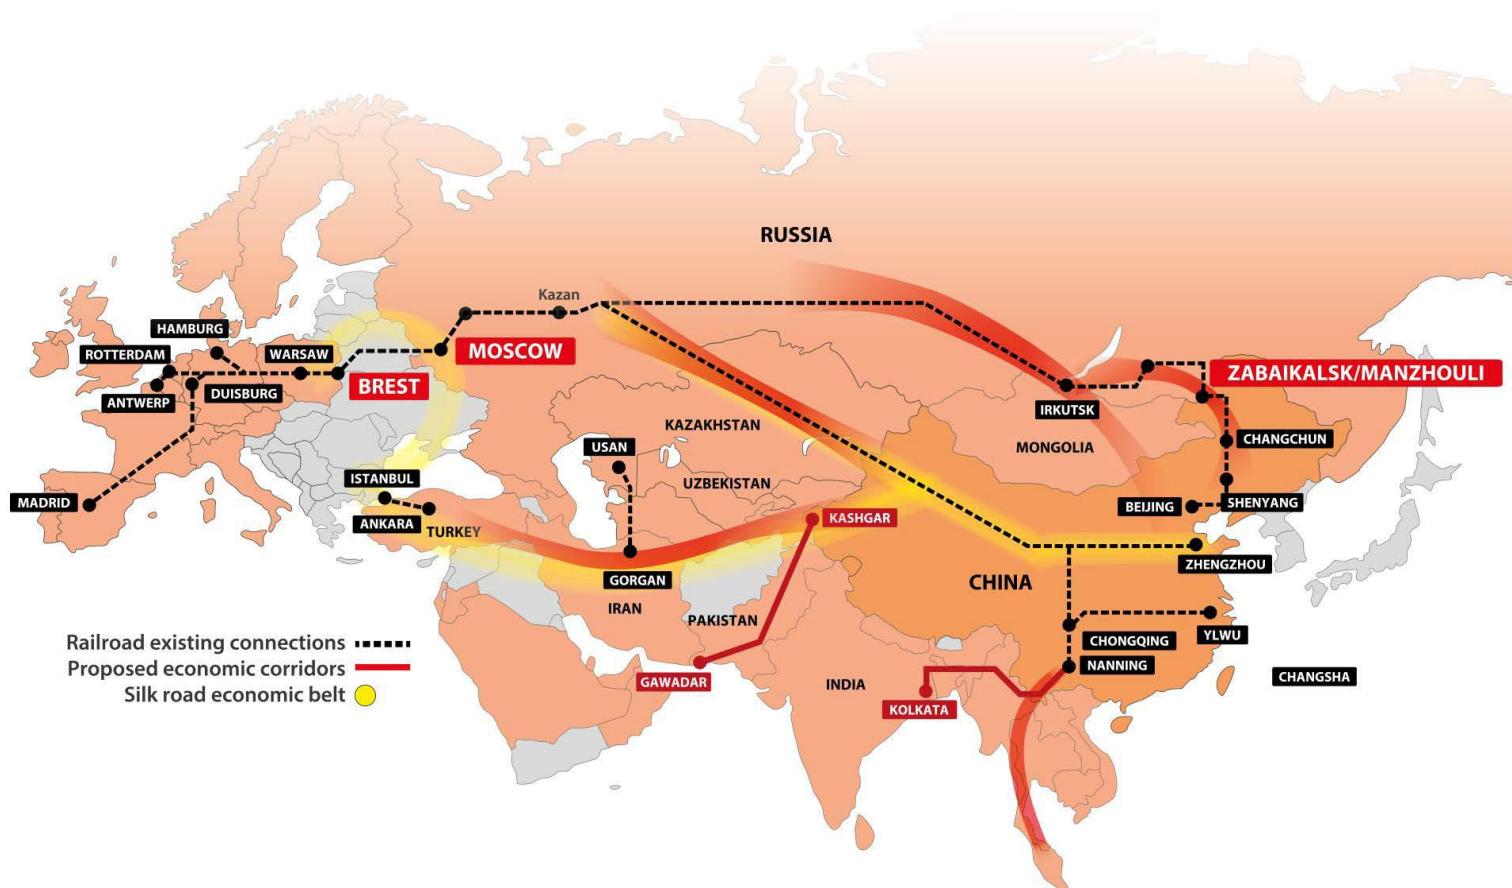 RUSSIA
Kazan
HAMBURG
ROTTERDAM
WARSAW
MOSCOW
BREST
ANTWERP
DUISBURG
ZABAIKALSK/MANZHOULI
IRKUTSK
KAZAKHSTAN
USAN
MONGOLIA
CHANGCHUN
ISTANBUL
UZBEKISTAN
MADRID
BEIJING
SHENYANG
KASHGAR
ANKARA
TURKEY
ZHENGZHOU
GORGAN
CHINA
IRAN
PAKISTAN
Railroad existing connections
Proposed economic corridors
Silk road economic belt
CHONGQING
YLWU
NANNING
CHANGSHA
GAWADAR
INDIA
KOLKATA